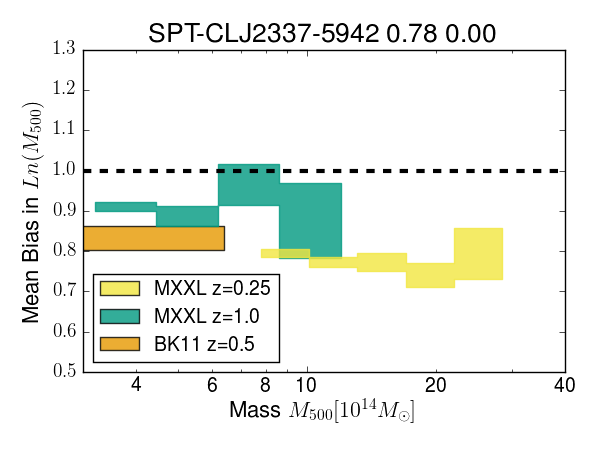 SPT-CLJ2337-5942 0.78 0.00
Mean Bias in Ln(M500)
1.3
1.2
1.1
1.0
0.9
0.8
0.7
0.6
0.5
MXXL z=0.25
MXXL z=1.0
BK11 z=0.5
4 6 8 10 20 40
Mass M500[10^14 M⊙]